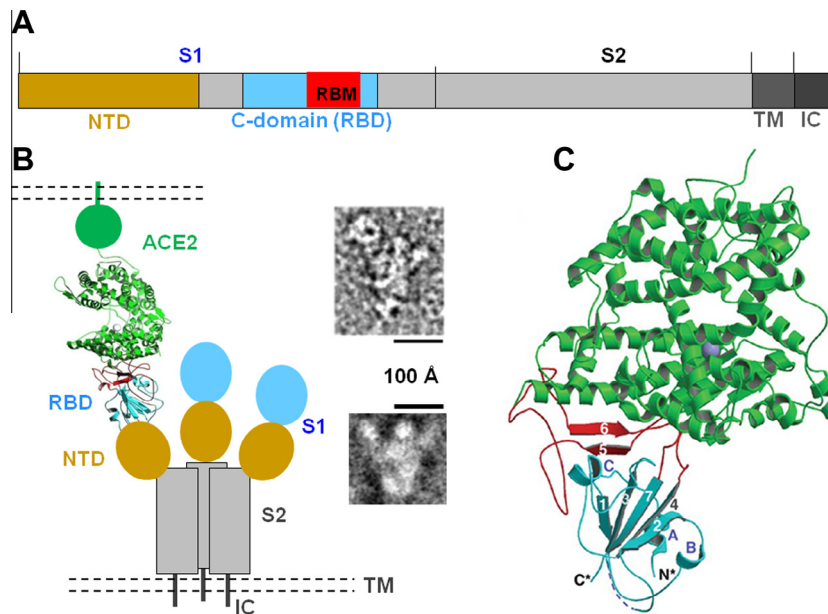 A
S1
S2
RBM
NTD
C-domain (RBD)
TM
IC
B
ACE2
RBD
NTD
S1
S2
TM
IC
100 Å
C
6
5
C
1
3
7
4
2
A
B
C*
N*